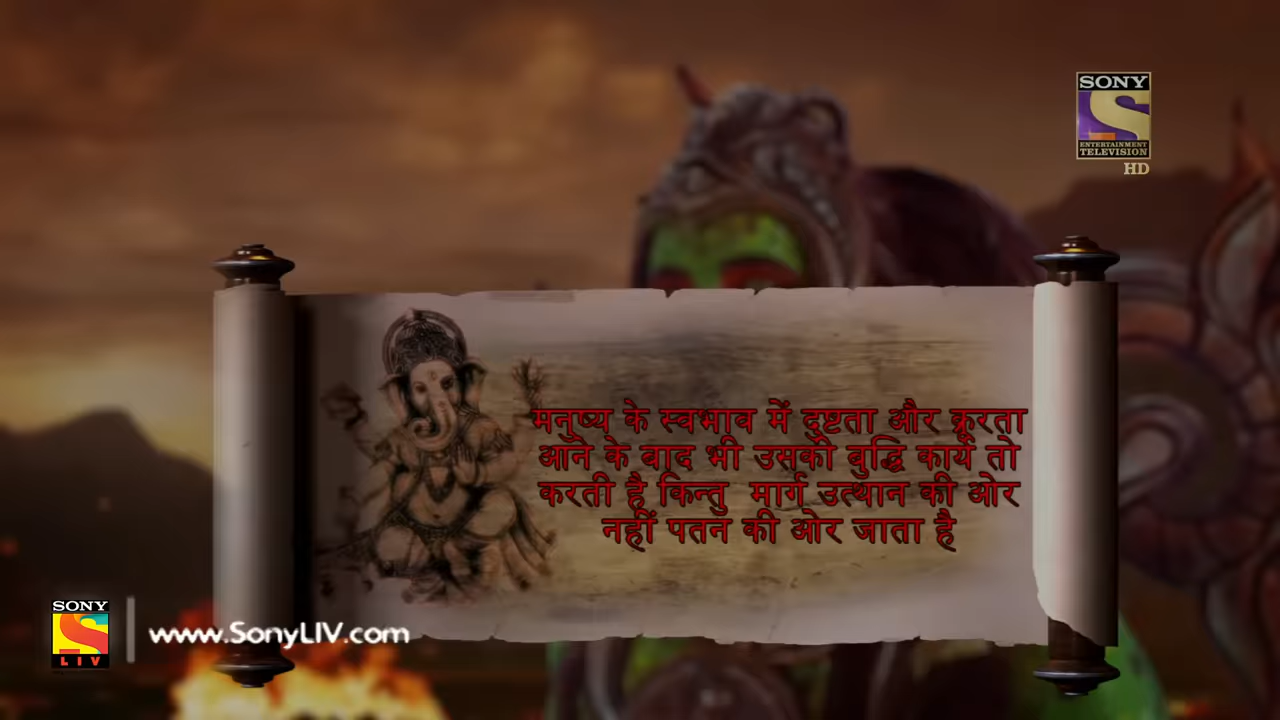 SONY
ENTERTAINMENT
TELEVISION
HD
मनुष्य के स्वभाव में दुष्टता और क्रूरता
आने के बाद भी उसकी बुद्धि कार्य तो
करती है किन्तु मार्ग उत्थान की ओर
नहीं पतन की ओर जाता है
SONY
LIV
www.SonyLIV.com